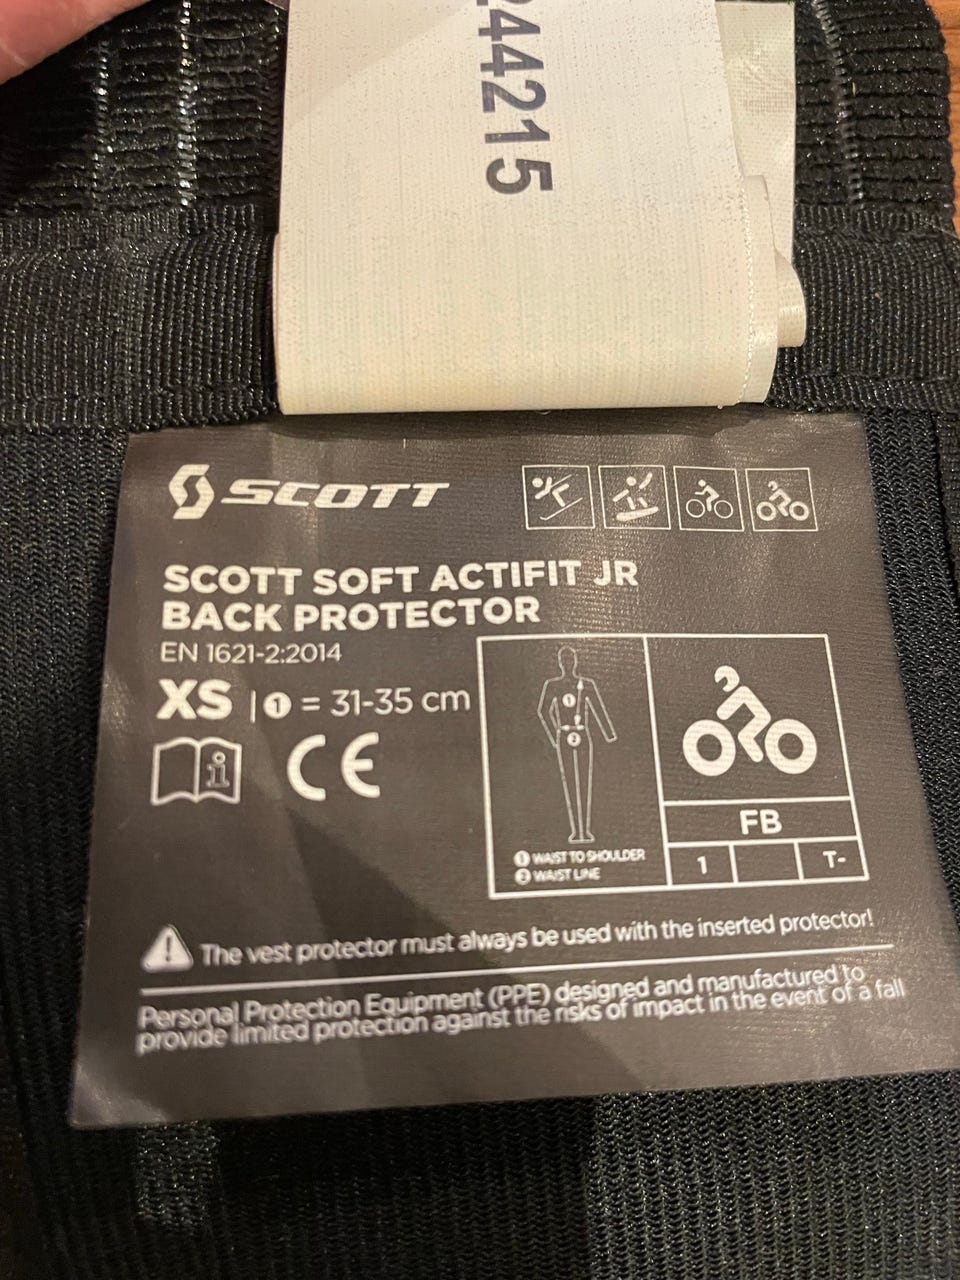 244215
SCOTT
SCOTT SOFT ACTIFIT JR
BACK PROTECTOR
EN 1621-2:2014
XS | 1 = 31-35 cm
i CE
1
2
1 WAIST TO SHOULDER
2 WAIST LINE
FB
1 T-
The vest protector must always be used with the inserted protector!
Personal Protection Equipment (PPE) designed and manufactured to
provide limited protection against the risks of impact in the event of a fall